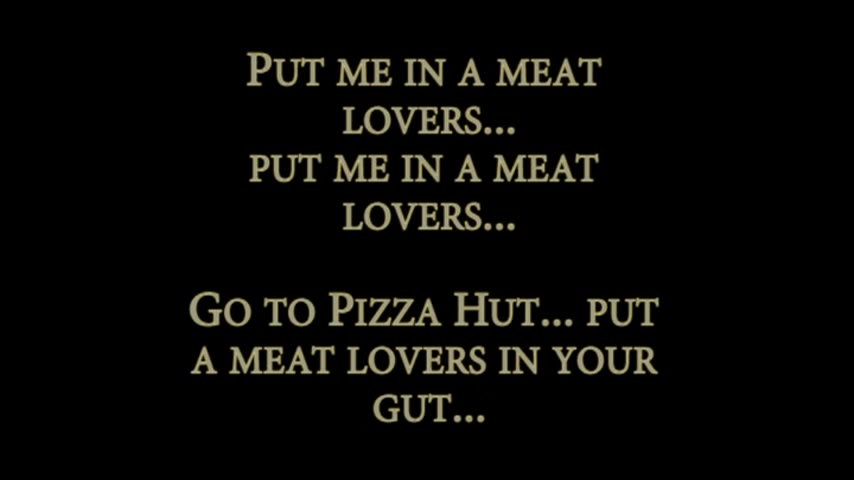 Put me in a meat
lovers...
put me in a meat
lovers...
Go to Pizza Hut... put
a meat lovers in your
gut...